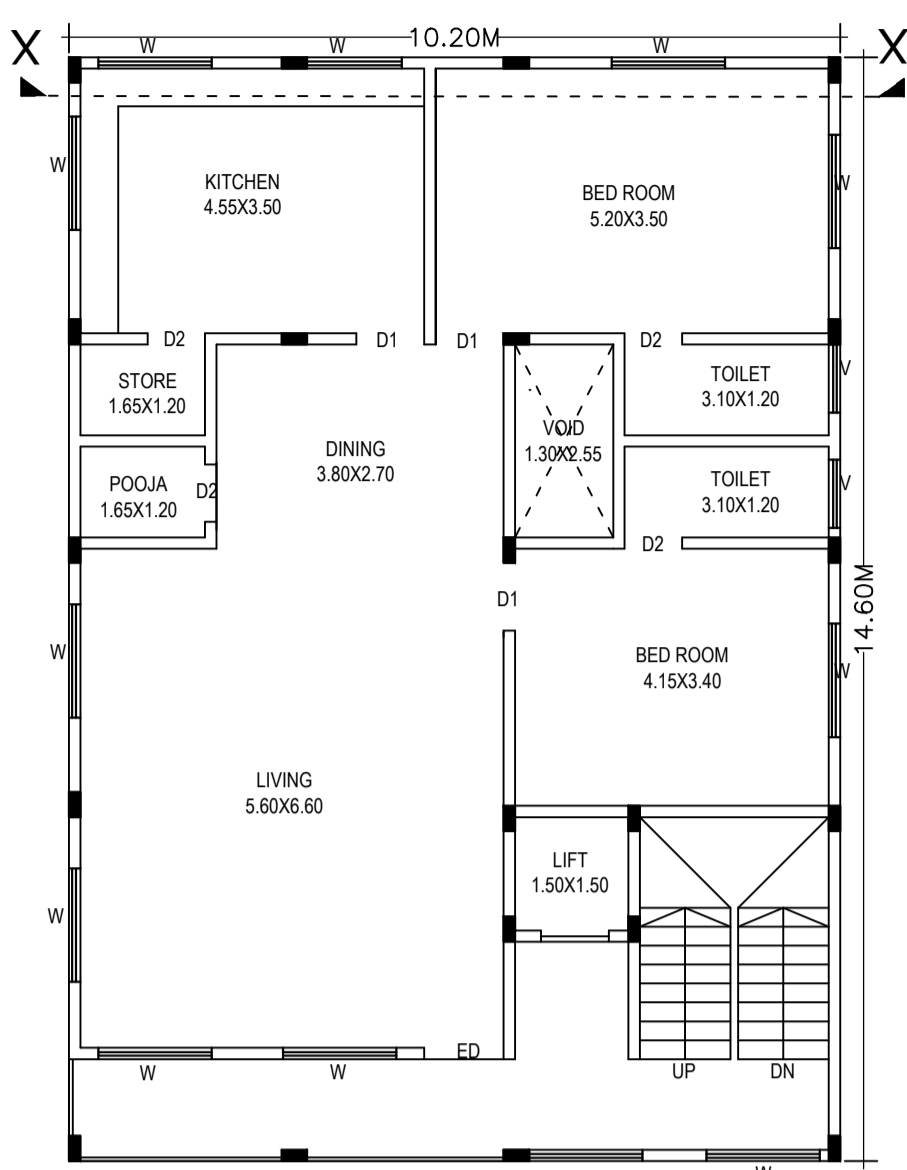 X
10.20M
X
W
W
W
W
W
KITCHEN
4.55X3.50
BED ROOM
5.20X3.50
D2
D1
D1
D2
STORE
1.65X1.20
TOILET
3.10X1.20
V
VOID
1.30X2.55
DINING
3.80X2.70
POOJA
1.65X1.20
D2
TOILET
3.10X1.20
V
D2
D1
14.60M
W
BED ROOM
4.15X3.40
W
LIVING
5.60X6.60
LIFT
1.50X1.50
W
ED
W
W
UP
DN
W